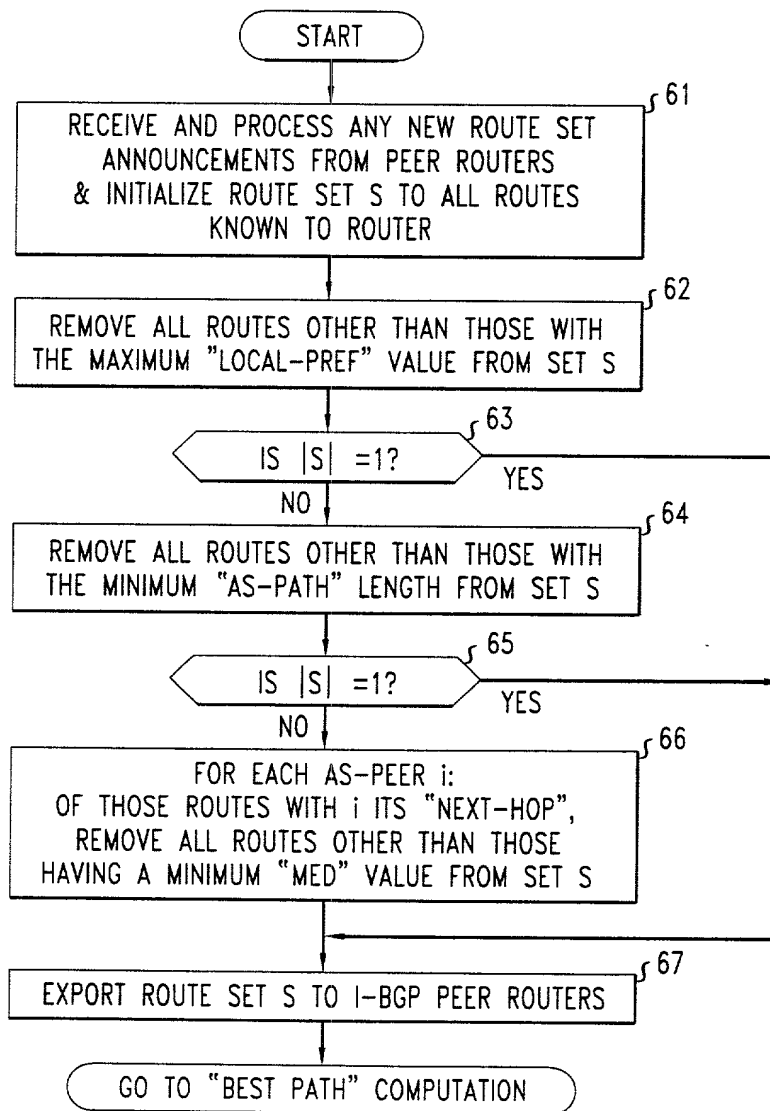 START
61
RECEIVE AND PROCESS ANY NEW ROUTE SET
ANNOUNCEMENTS FROM PEER ROUTERS
& INITIALIZE ROUTE SET S TO ALL ROUTES
KNOWN TO ROUTER
62
REMOVE ALL ROUTES OTHER THAN THOSE WITH
THE MAXIMUM "LOCAL-PREF" VALUE FROM SET S
63
IS |S| =1?
YES
NO
64
REMOVE ALL ROUTES OTHER THAN THOSE WITH
THE MINIMUM "AS-PATH" LENGTH FROM SET S
65
IS |S| =1?
YES
NO
66
FOR EACH AS-PEER i:
OF THOSE ROUTES WITH i ITS "NEXT-HOP",
REMOVE ALL ROUTES OTHER THAN THOSE
HAVING A MINIMUM "MED" VALUE FROM SET S
67
EXPORT ROUTE SET S TO I-BGP PEER ROUTERS
GO TO "BEST PATH" COMPUTATION